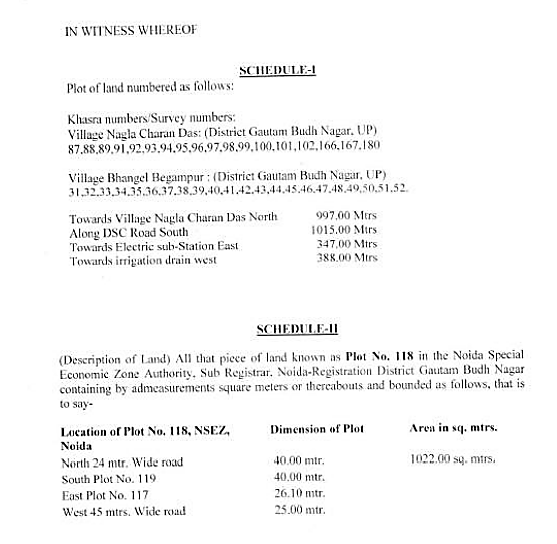 IN WITNESS WHEREOF
SCHEDULE-I
Plot of land numbered as follows:
Khasra numbers/Survey numbers:
Village Nagla Charan Das: (District Gautam Budh Nagar, UP)
87,88,89,91,92,93,94,95,96,97,98,99,100,101,102,166,167,180
Village Bhangel Begampur : (District Gautam Budh Nagar, UP)
31,32,33,34,35,36,37,38,39,40,41,42,43,44,45,46,47,48,49,50,51,52.
Towards Village Nagla Charan Das North 997.00 Mtrs
Along DSC Road South 1015.00 Mtrs
Towards Electric sub-Station East 347.00 Mtrs
Towards irrigation drain west 388.00 Mtrs
SCHEDULE-II
(Description of Land) All that piece of land known as Plot No. 118 in the Noida Special
Economic Zone Authority, Sub Registrar, Noida-Registration District Gautam Budh Nagar
containing by admeasurements square meters or thereabouts and bounded as follows, that is
to say-
Location of Plot No. 118, NSEZ, Dimension of Plot Area in sq. mtrs.
Noida
North 24 mtr. Wide road 40.00 mtr. 1022.00 sq. mtrs.
South Plot No. 119 40.00 mtr.
East Plot No. 117 26.10 mtr.
West 45 mtrs. Wide road 25.00 mtr.